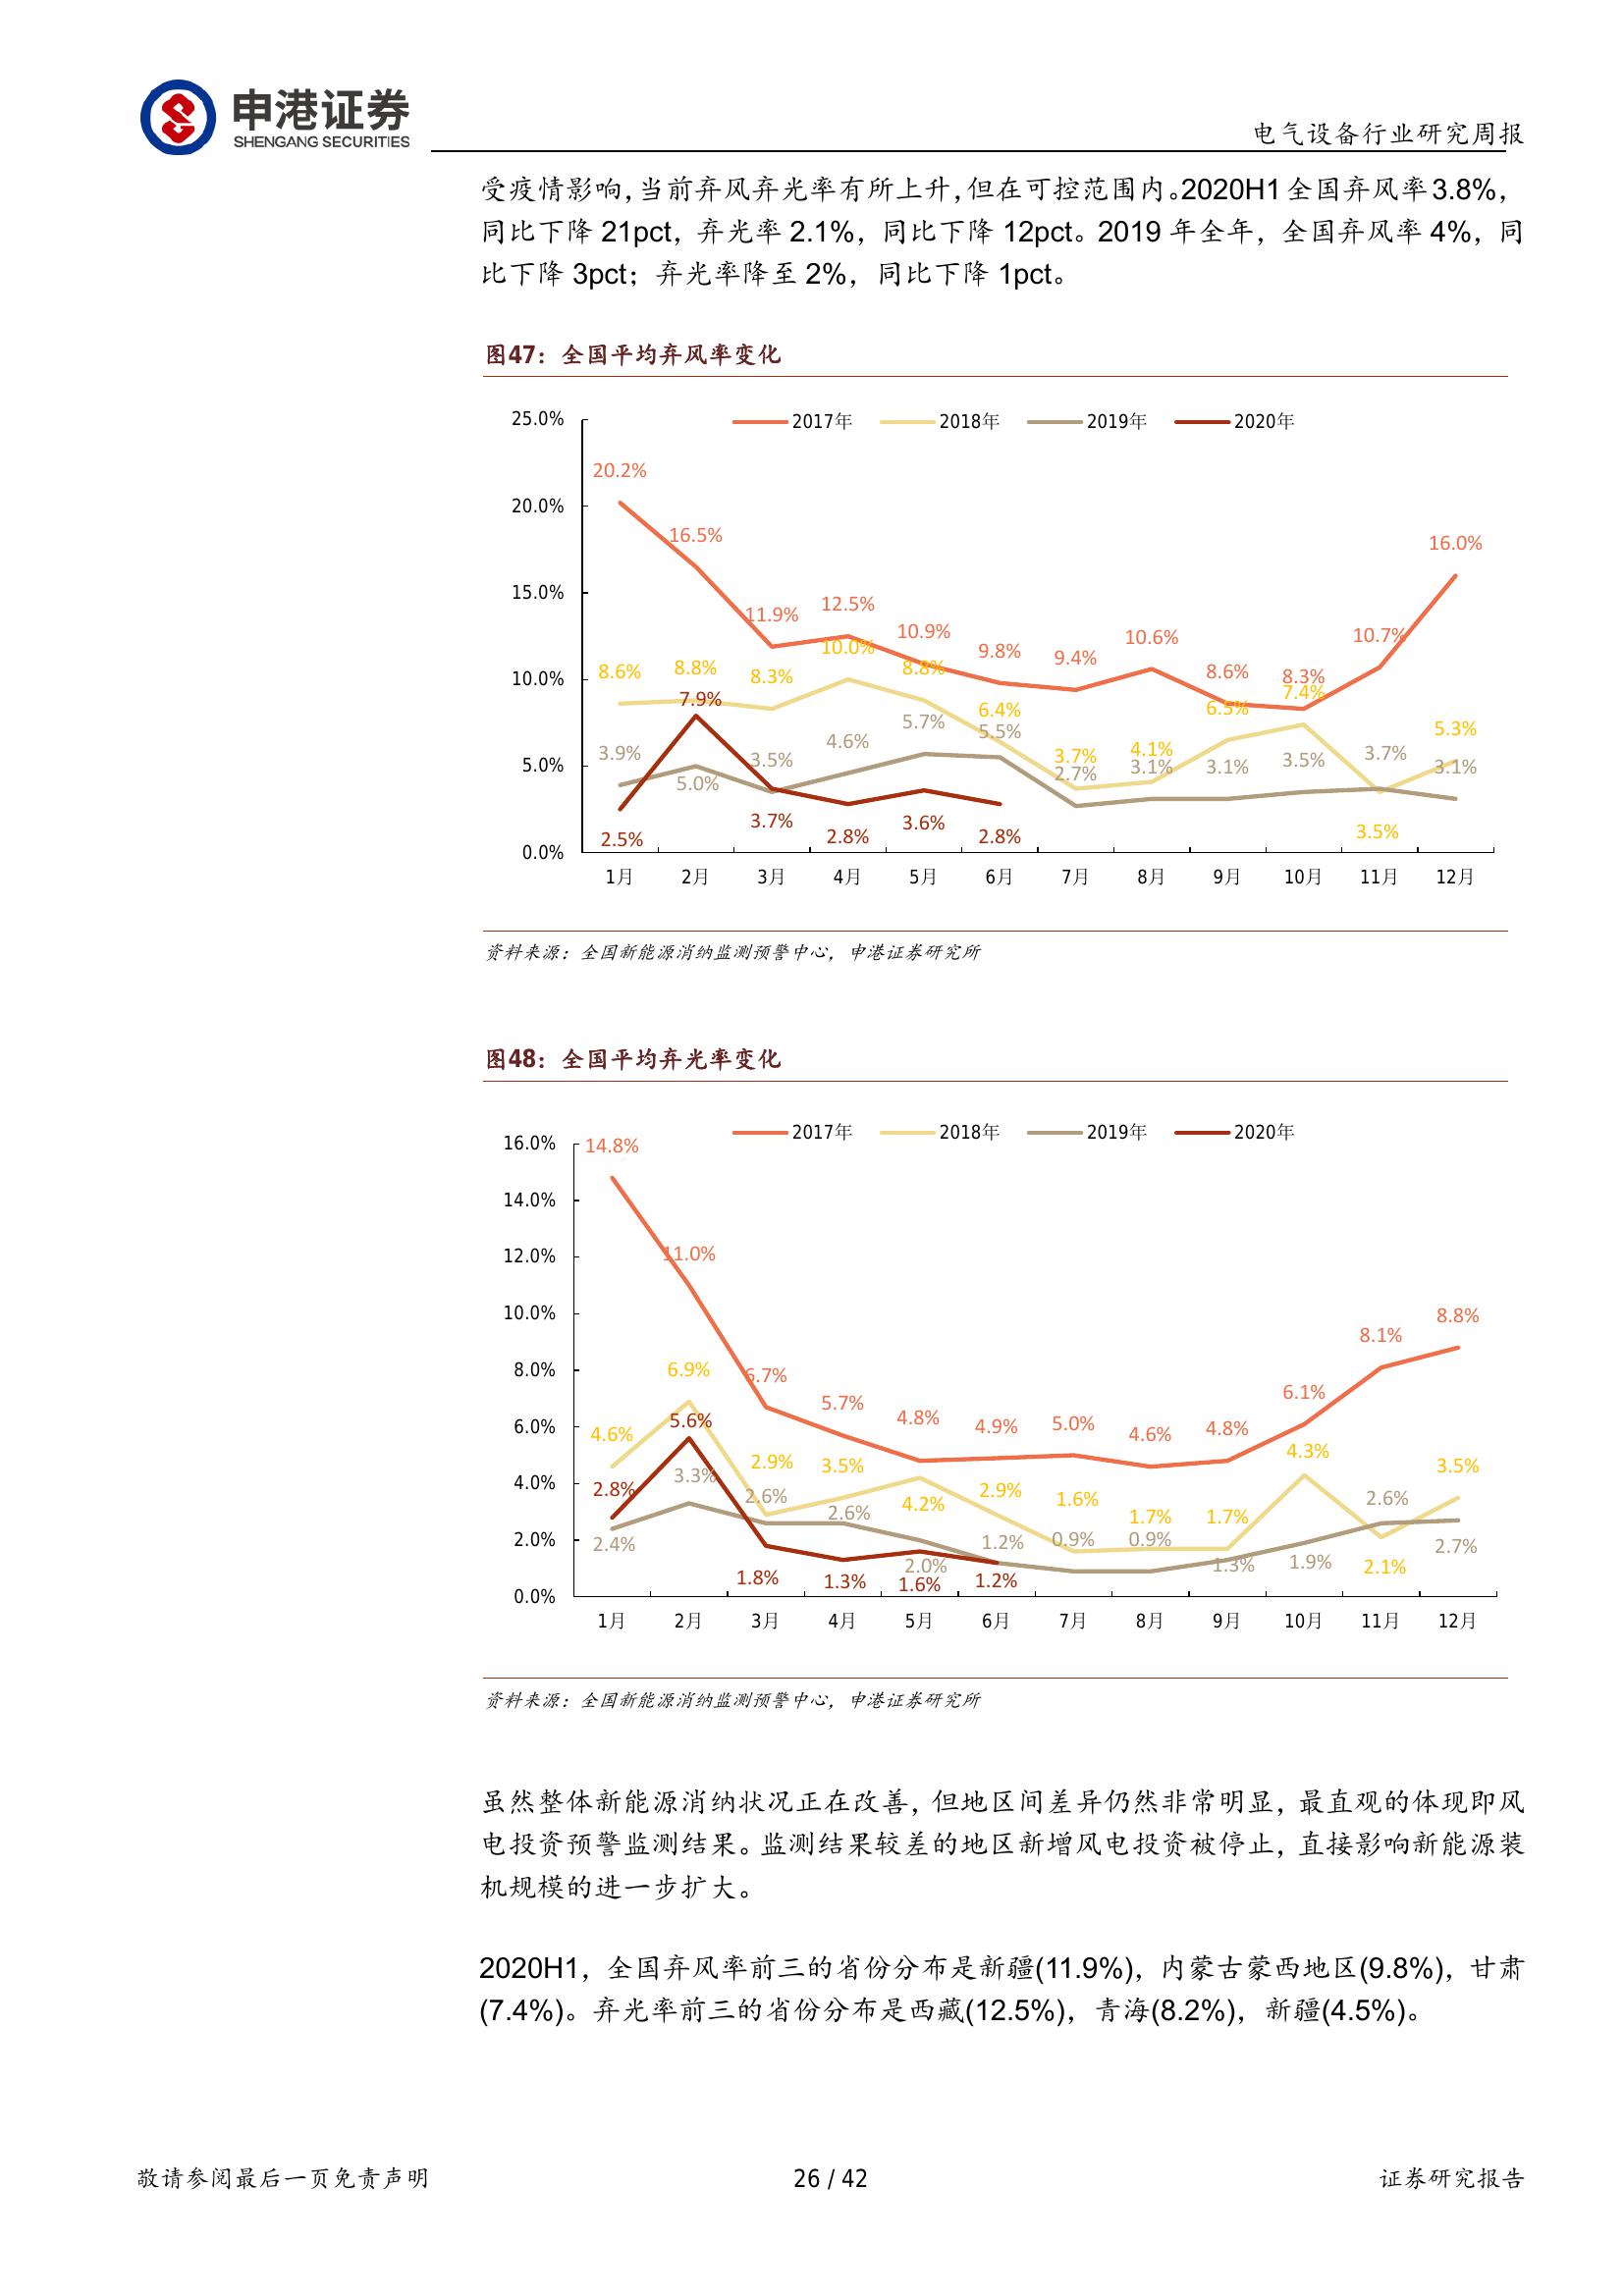 申港证券
SHENGANG SECURITIES
电气设备行业研究周报
受疫情影响，当前弃风弃光率有所上升，但在可控范围内。2020H1 全国弃风率 3.8%，
同比下降 21pct，弃光率 2.1%，同比下降 12pct。2019 年全年，全国弃风率 4%，同
比下降 3pct；弃光率降至 2%，同比下降 1pct。
图47：全国平均弃风率变化
2017年 2018年 2019年 2020年
25.0%
20.0%
15.0%
10.0%
5.0%
0.0%
20.2% 16.5% 11.9% 12.5% 10.9% 9.8% 9.4% 10.6% 8.6% 8.3% 10.7% 16.0%
8.6% 8.8% 8.3% 10.0% 8.8% 6.4% 3.7% 4.1% 6.5% 7.4% 3.5% 5.3%
3.9% 5.0% 3.5% 4.6% 5.7% 5.5% 2.7% 3.1% 3.1% 3.5% 3.7% 3.1%
2.5% 7.9% 3.7% 2.8% 3.6% 2.8%
1月 2月 3月 4月 5月 6月 7月 8月 9月 10月 11月 12月
资料来源：全国新能源消纳监测预警中心，申港证券研究所
图48：全国平均弃光率变化
2017年 2018年 2019年 2020年
16.0%
14.0%
12.0%
10.0%
8.0%
6.0%
4.0%
2.0%
0.0%
14.8% 11.0% 6.7% 5.7% 4.8% 4.9% 5.0% 4.6% 4.8% 6.1% 8.1% 8.8%
4.6% 6.9% 2.9% 3.5% 4.2% 2.9% 1.6% 1.7% 1.7% 4.3% 2.1% 3.5%
2.4% 3.3% 2.6% 2.6% 2.0% 1.2% 0.9% 0.9% 1.3% 1.9% 2.6% 2.7%
2.8% 5.6% 1.8% 1.3% 1.6% 1.2%
1月 2月 3月 4月 5月 6月 7月 8月 9月 10月 11月 12月
资料来源：全国新能源消纳监测预警中心，申港证券研究所
虽然整体新能源消纳状况正在改善，但地区间差异仍然非常明显，最直观的体现即风
电投资预警监测结果。监测结果较差的地区新增风电投资被停止，直接影响新能源装
机规模的进一步扩大。
2020H1，全国弃风率前三的省份分布是新疆(11.9%)，内蒙古蒙西地区(9.8%)，甘肃
(7.4%)。弃光率前三的省份分布是西藏(12.5%)，青海(8.2%)，新疆(4.5%)。
敬请参阅最后一页免责声明
26 / 42
证券研究报告